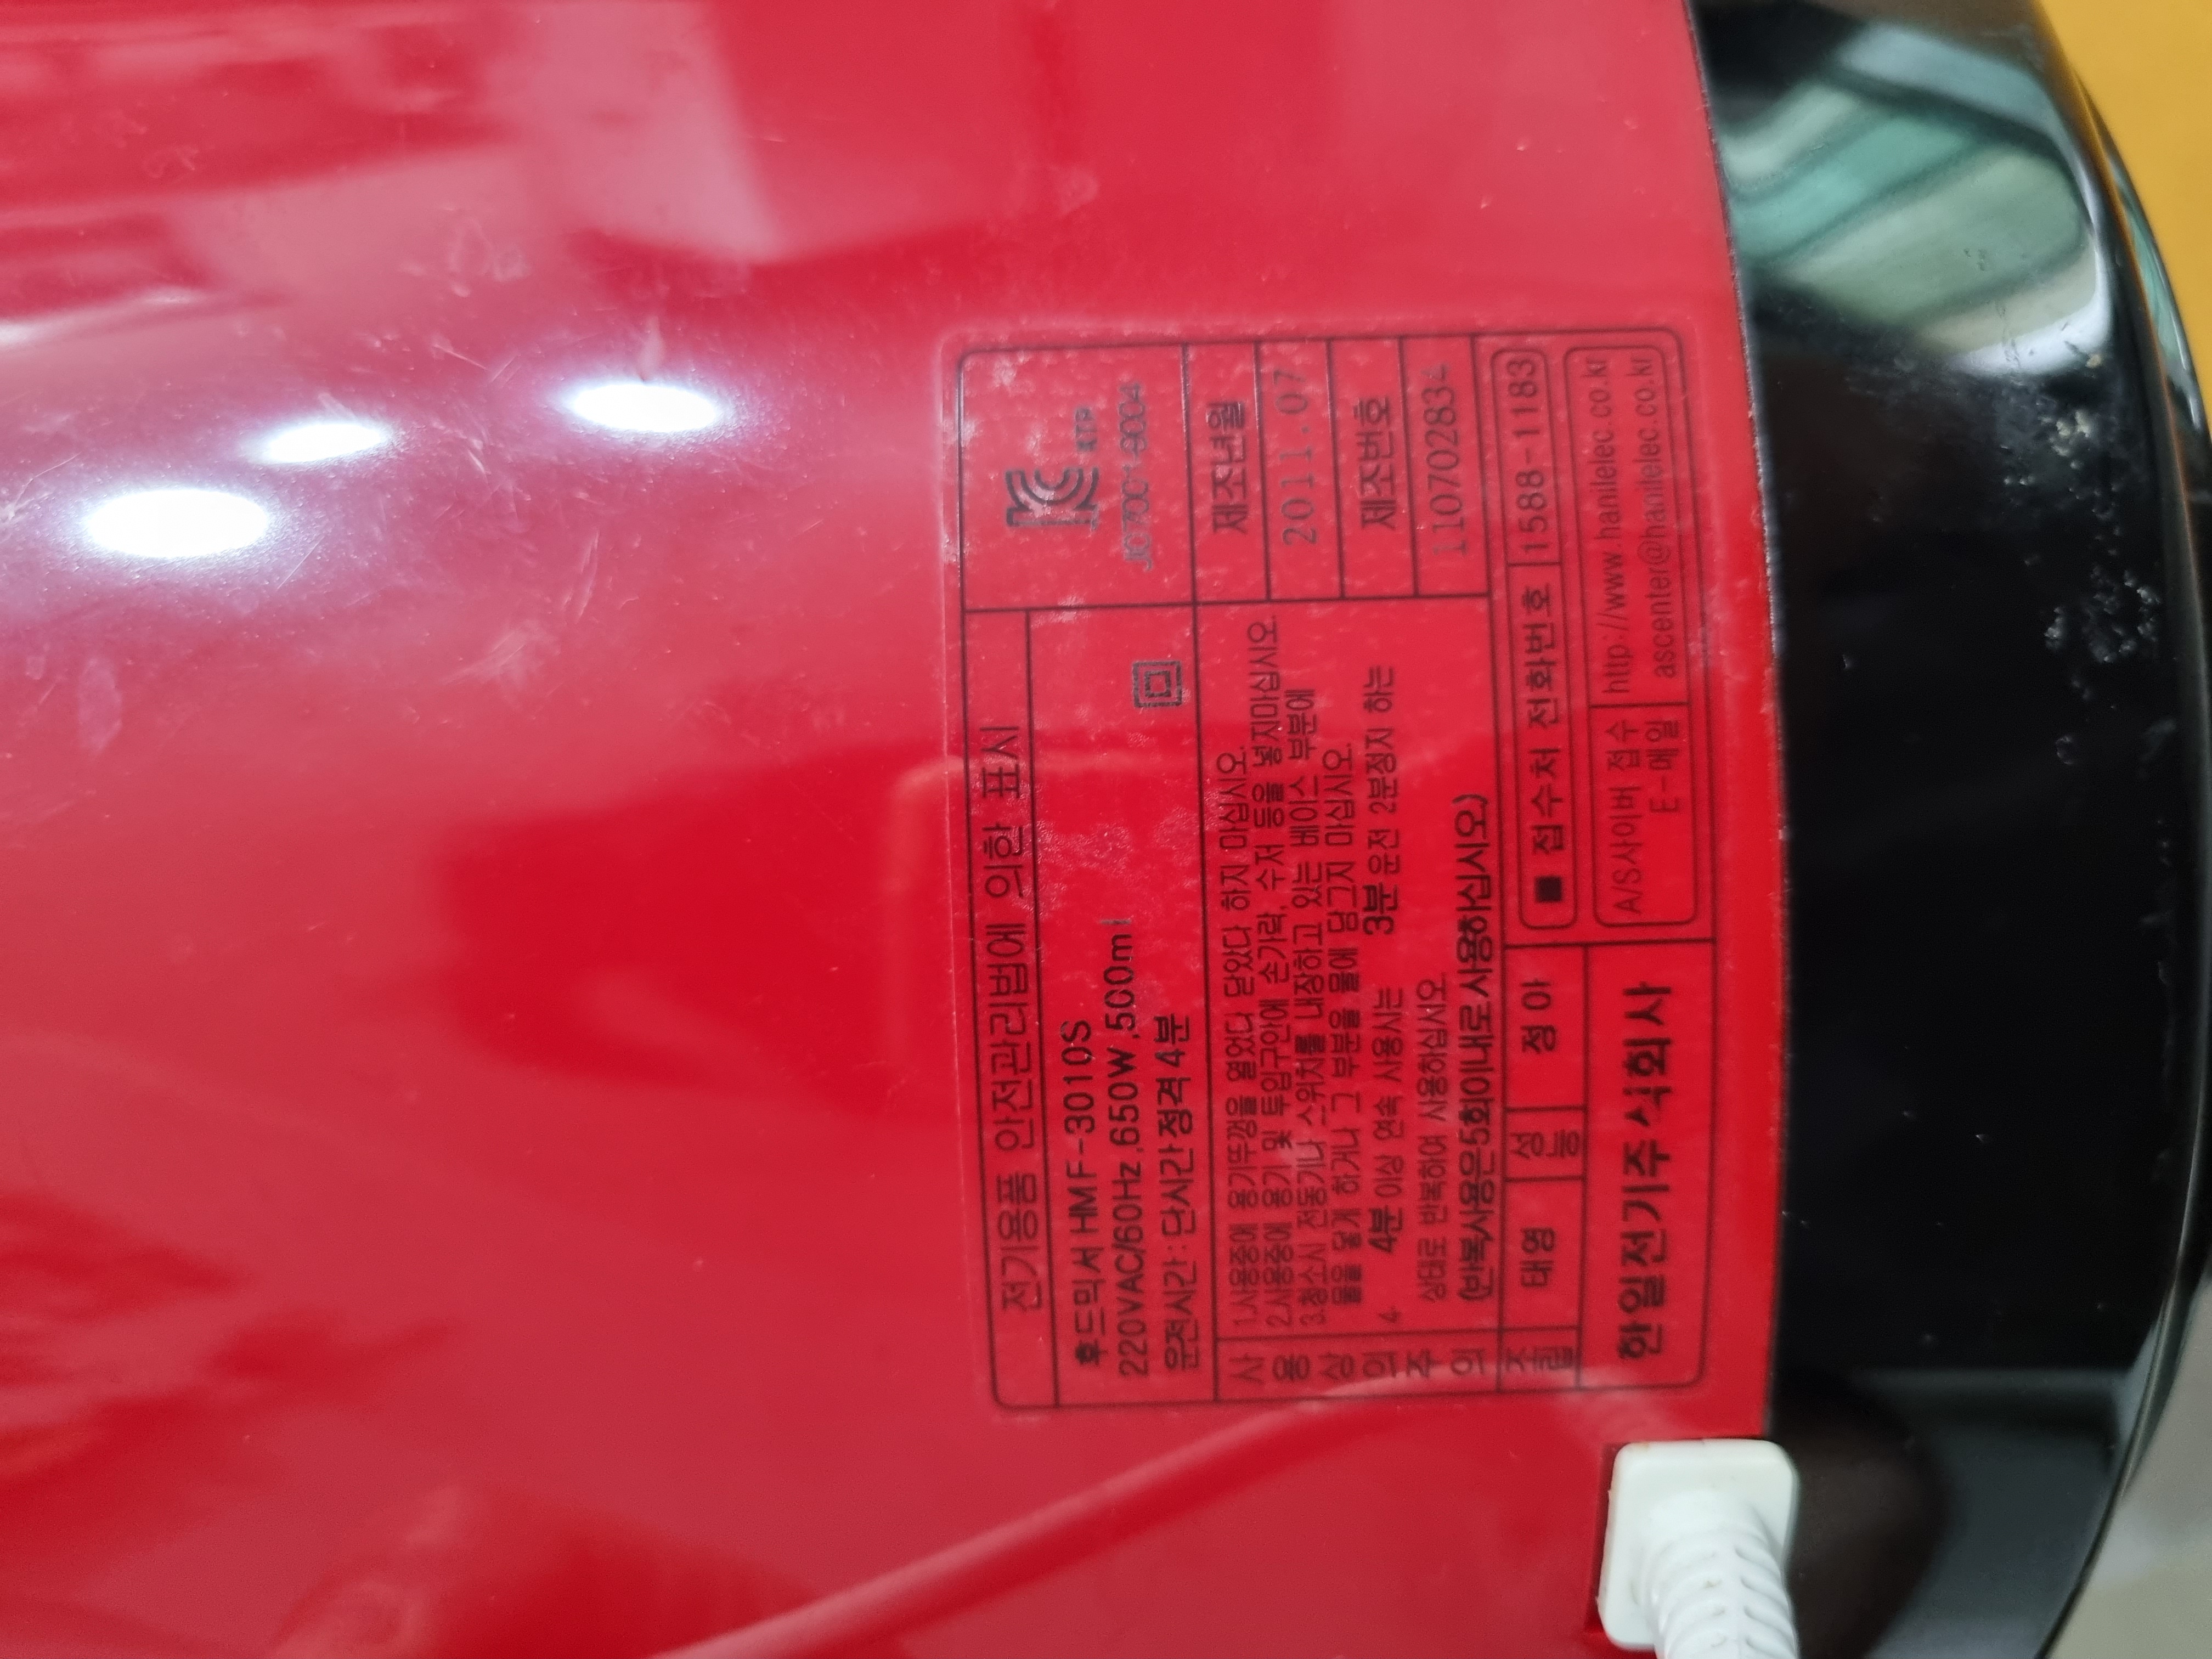 전기용품 안전관리법에 의한 표시
후드믹서 HMF-3010S
220VAC/60Hz,650W,500ml
운전시간:단시간정격4분
KTP
사용상의주의
1.사용중에 용기뚜껑을 열었다 닫았다 하지 마십시오.
2.사용중에 용기 및 투입구안에 손가락, 수저 등을 넣지마십시오.
3.청소시 전동기나 스위치를 내장하고 있는 베이스 부분에
물을 닿게 하거나 그 부분을 물에 담그지 마십시오.
4. 4분이상 연속 사용시는 3분운전 2분정지 하는
상태로 반복하여 사용하십시오.
(반복사용은5회이내로사용하십시오)
제조년월
2011.07
제조번호
110702834
조립 태영 성능 정아
한일전기주식회사
■ 접수처 전화번호 1588-1183
A/S사이버 접수 http://www.hanilelec.co.kr
E-메일 ascenter@hanilelec.co.kr